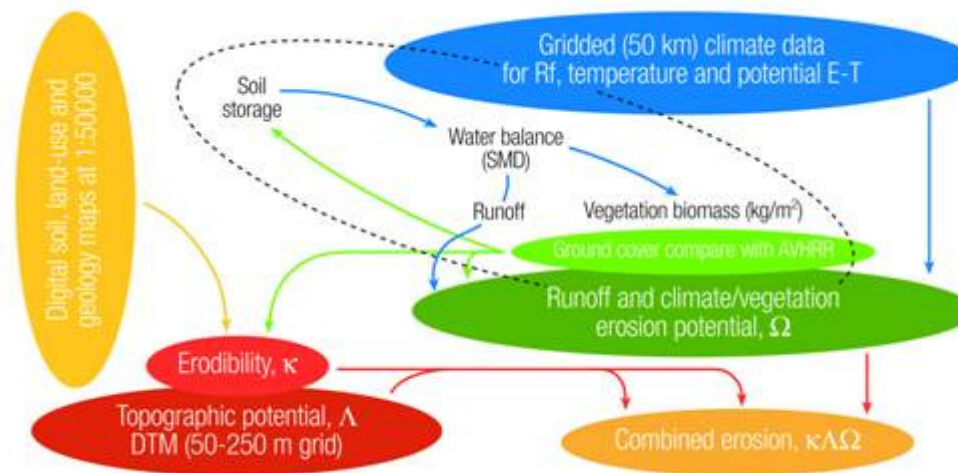 Digital soil, land-use and
geology maps at 1:50000
Gridded (50 km) climate data
for Rf, temperature and potential E-T
Soil
storage
Water balance
(SMD)
Runoff
Vegetation biomass (kg/m²)
Ground cover compare with AVHRR
Runoff and climate/vegetation
erosion potential, Ω
Erodibility, κ
Topographic potential, Λ
DTM (50-250 m grid)
Combined erosion, κΛΩ